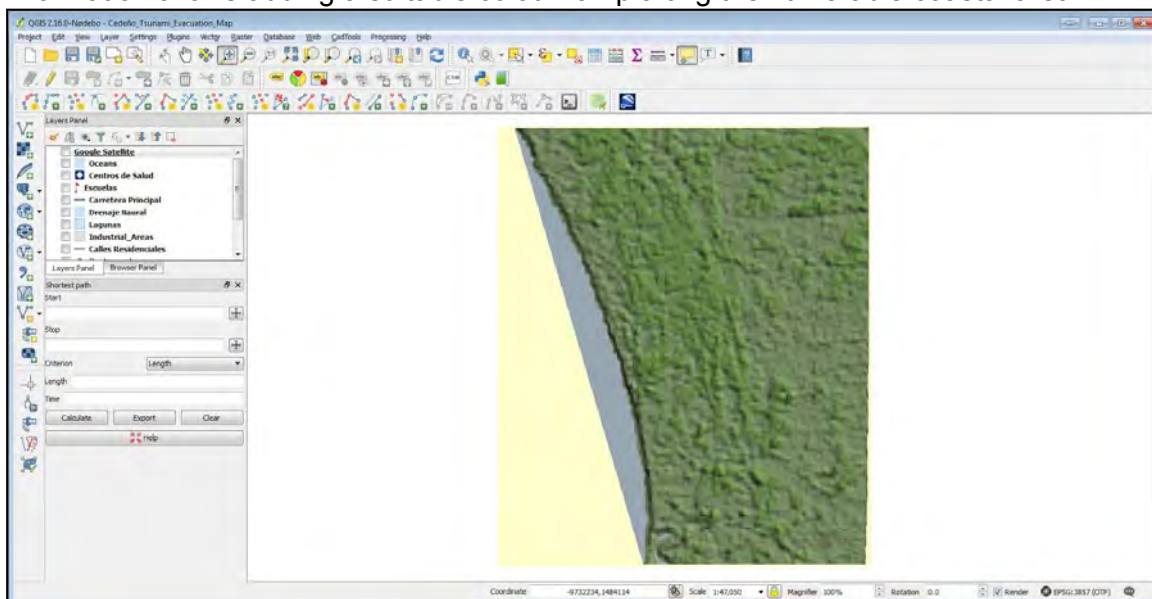 QGIS 2.16.0-Nødebo - Cedeño_Tsunami_Evacuation_Map
Project Edit View Layer Settings Plugins Vector Raster Database Web CadTools Processing Help
Layers Panel
Google Satellite
Oceans
Centros de Salud
Escuelas
Carretera Principal
Drenaje Naural
Lagunas
Industrial_Areas
Calles Residenciales
Layers Panel Browser Panel
Shortest path
Start
Stop
Criterion Length
Length
Time
Calculate Export Clear
Help
Coordinate -9732234,1484114 Scale 1:47,050 Magnifier 100% Rotation 0.0 Render EPSG:3857 (OTF)